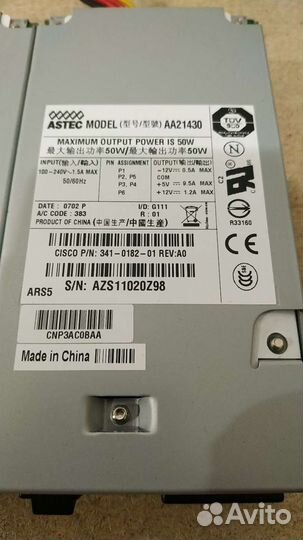 ASTEC MODEL (型号/型號) AA21430
MAXIMUM OUTPUT POWER IS 50W
最大输出功率50W/最大輸出功率50W
INPUT(输入/輸入) PIN ASSIGNMENT OUTPUT(输出/輸出)
100-240V~1.5A MAX P1 -12V⎓0.5A MAX
50/60Hz P2, P5 COM
P3, P4 +5V⎓9.5A MAX
P6 +12V⎓1.2A MAX
DATE : 0702 P I/D: G111
A/C CODE : 383 R : 01
PRODUCT OF CHINA (中国生产/中國生産)
TÜV
C2
R33160
CISCO P/N: 341-0182-01 REV:A0
S/N: AZS11020Z98
ARS5
CNP3AC0BAA
Made in China
Avito